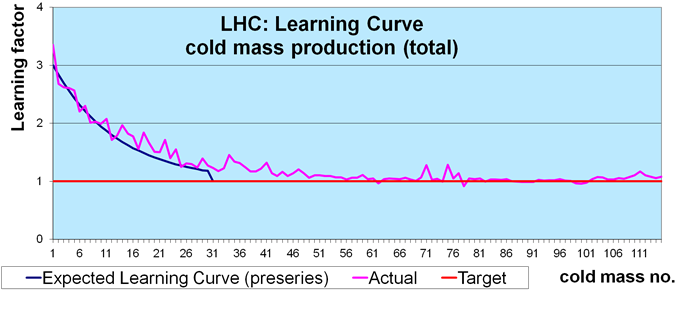 LHC: Learning Curve
cold mass production (total)
Learning factor
4
3
2
1
0
1 6 11 16 21 26 31 36 41 46 51 56 61 66 71 76 81 86 91 96 101 106 111
Expected Learning Curve (preseries) Actual Target
cold mass no.